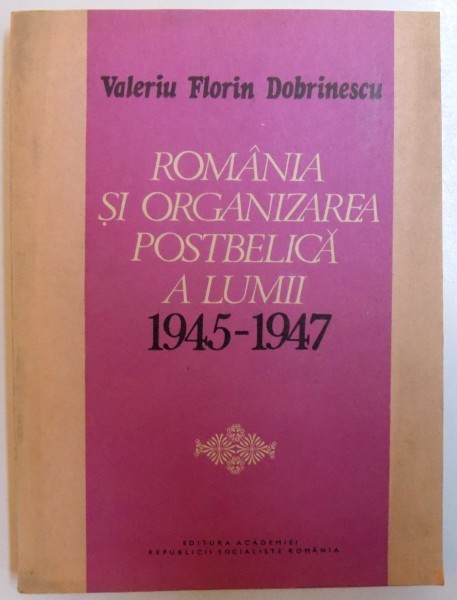 Valeriu Florin Dobrinescu
ROMÂNIA
ȘI ORGANIZAREA
POSTBELICĂ
A LUMII
1945-1947
EDITURA ACADEMIEI
REPUBLICII SOCIALISTE ROMÂNIA